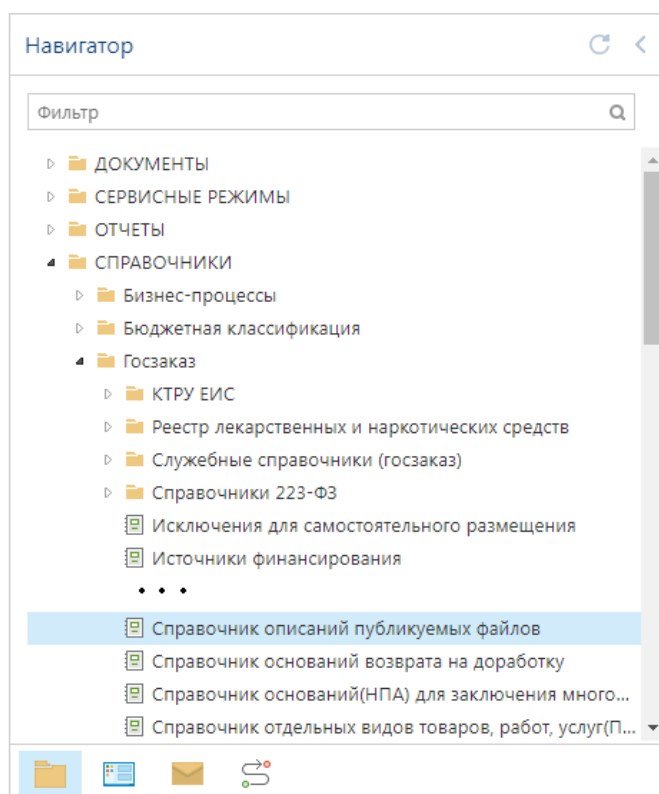 Навигатор
Фильтр
ДОКУМЕНТЫ
СЕРВИСНЫЕ РЕЖИМЫ
ОТЧЕТЫ
СПРАВОЧНИКИ
Бизнес-процессы
Бюджетная классификация
Госзаказ
КТРУ ЕИС
Реестр лекарственных и наркотических средств
Служебные справочники (госзаказ)
Справочники 223-ФЗ
Исключения для самостоятельного размещения
Источники финансирования
• • •
Справочник описаний публикуемых файлов
Справочник оснований возврата на доработку
Справочник оснований(НПА) для заключения много...
Справочник отдельных видов товаров, работ, услуг(П...